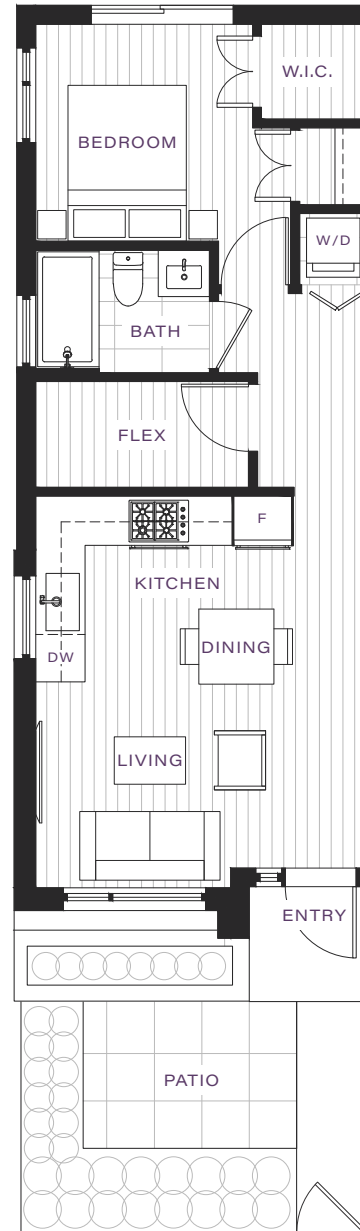 W.I.C.
BEDROOM
W/D
BATH
FLEX
F
KITCHEN
DINING
DW
LIVING
ENTRY
PATIO